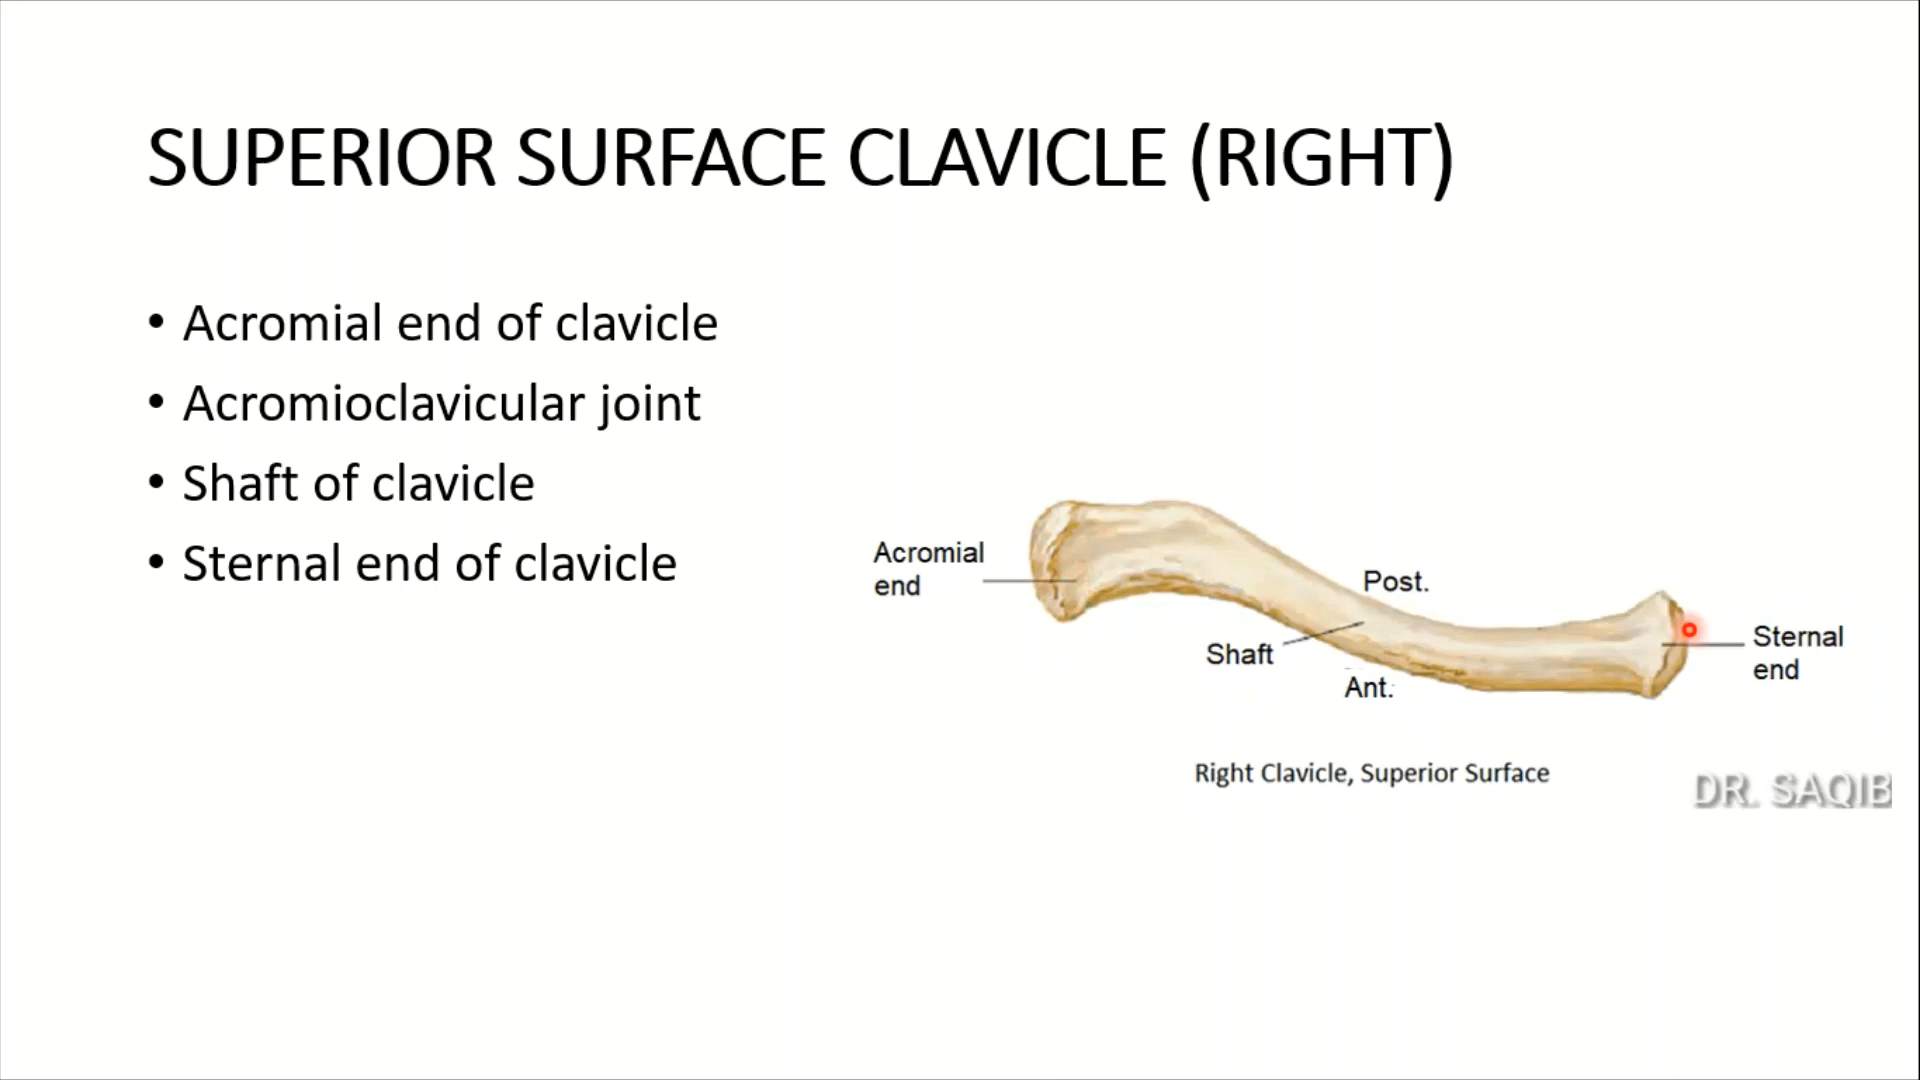 SUPERIOR SURFACE CLAVICLE (RIGHT)
• Acromial end of clavicle
• Acromioclavicular joint
• Shaft of clavicle
• Sternal end of clavicle
Acromial
end
Post.
Shaft
Ant.
Sternal
end
Right Clavicle, Superior Surface
DR. SAQIB